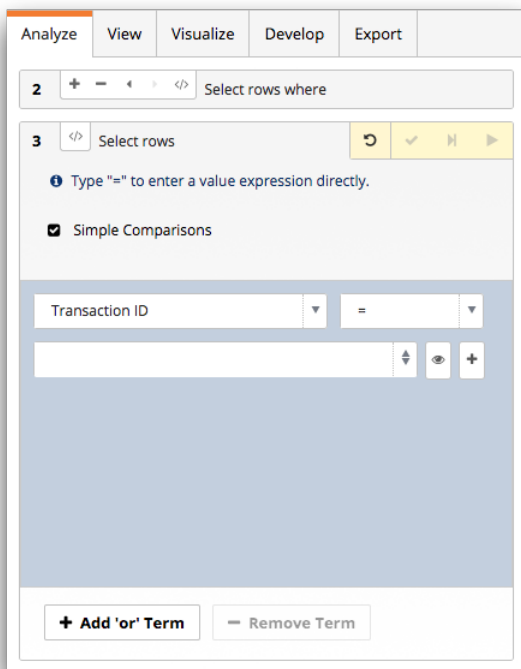 Analyze View Visualize Develop Export
2 + − </> Select rows where
3 </> Select rows
Type "=" to enter a value expression directly.
Simple Comparisons
Transaction ID =
+
+ Add 'or' Term − Remove Term